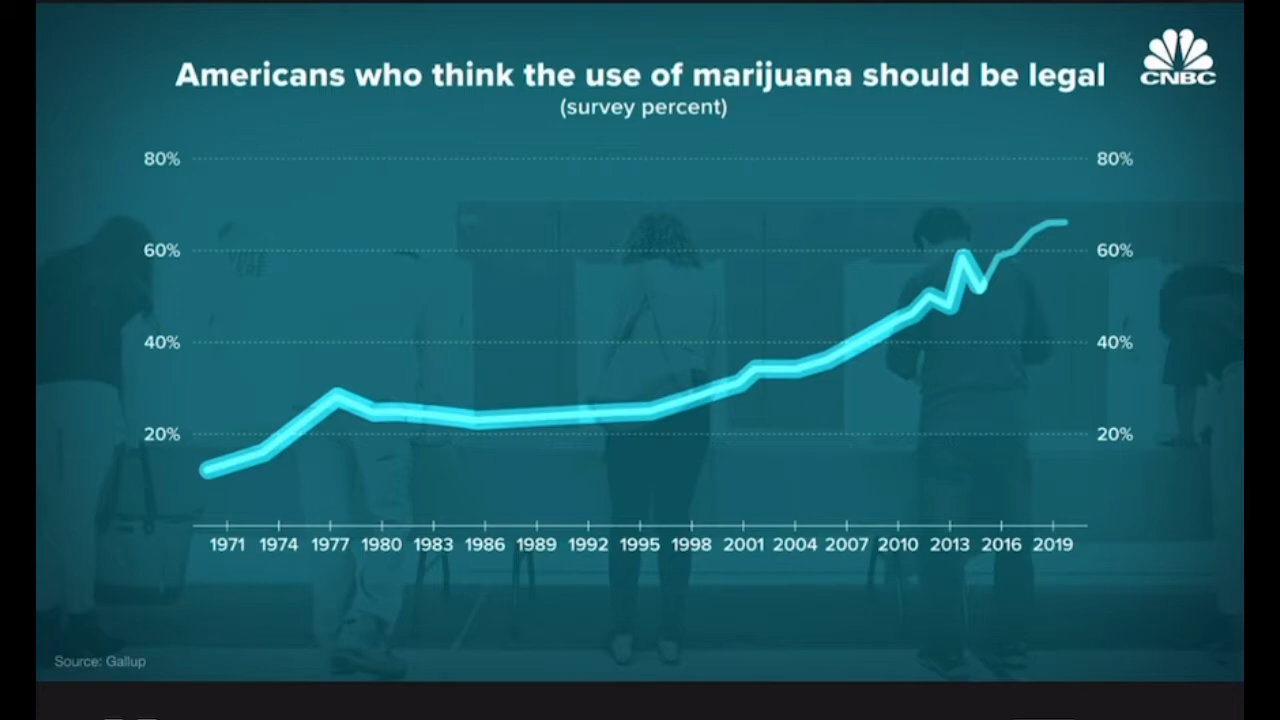 CNBC
Americans who think the use of marijuana should be legal
(survey percent)
80% 80%
60% 60%
40% 40%
20% 20%
1971 1974 1977 1980 1983 1986 1989 1992 1995 1998 2001 2004 2007 2010 2013 2016 2019
Source: Gallup